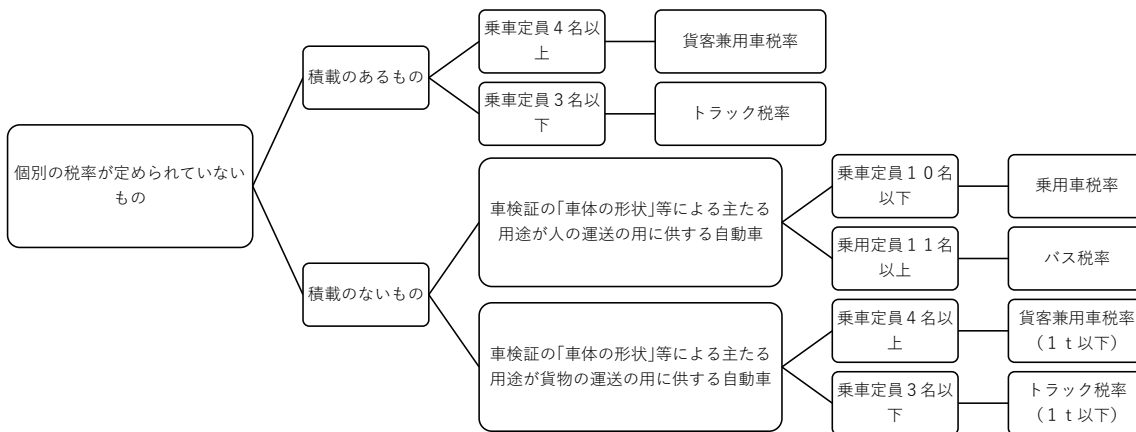 個別の税率が定められていない
もの
積載のあるもの
乗車定員４名以
上
貨客兼用車税率
乗車定員３名以
下
トラック税率
積載のないもの
車検証の「車体の形状」等による主たる
用途が人の運送の用に供する自動車
乗車定員１０名
以下
乗用車税率
乗用定員１１名
以上
バス税率
車検証の「車体の形状」等による主たる
用途が貨物の運送の用に供する自動車
乗車定員４名以
上
貨客兼用車税率
（１ｔ以下）
乗車定員３名以
下
トラック税率
（１ｔ以下）